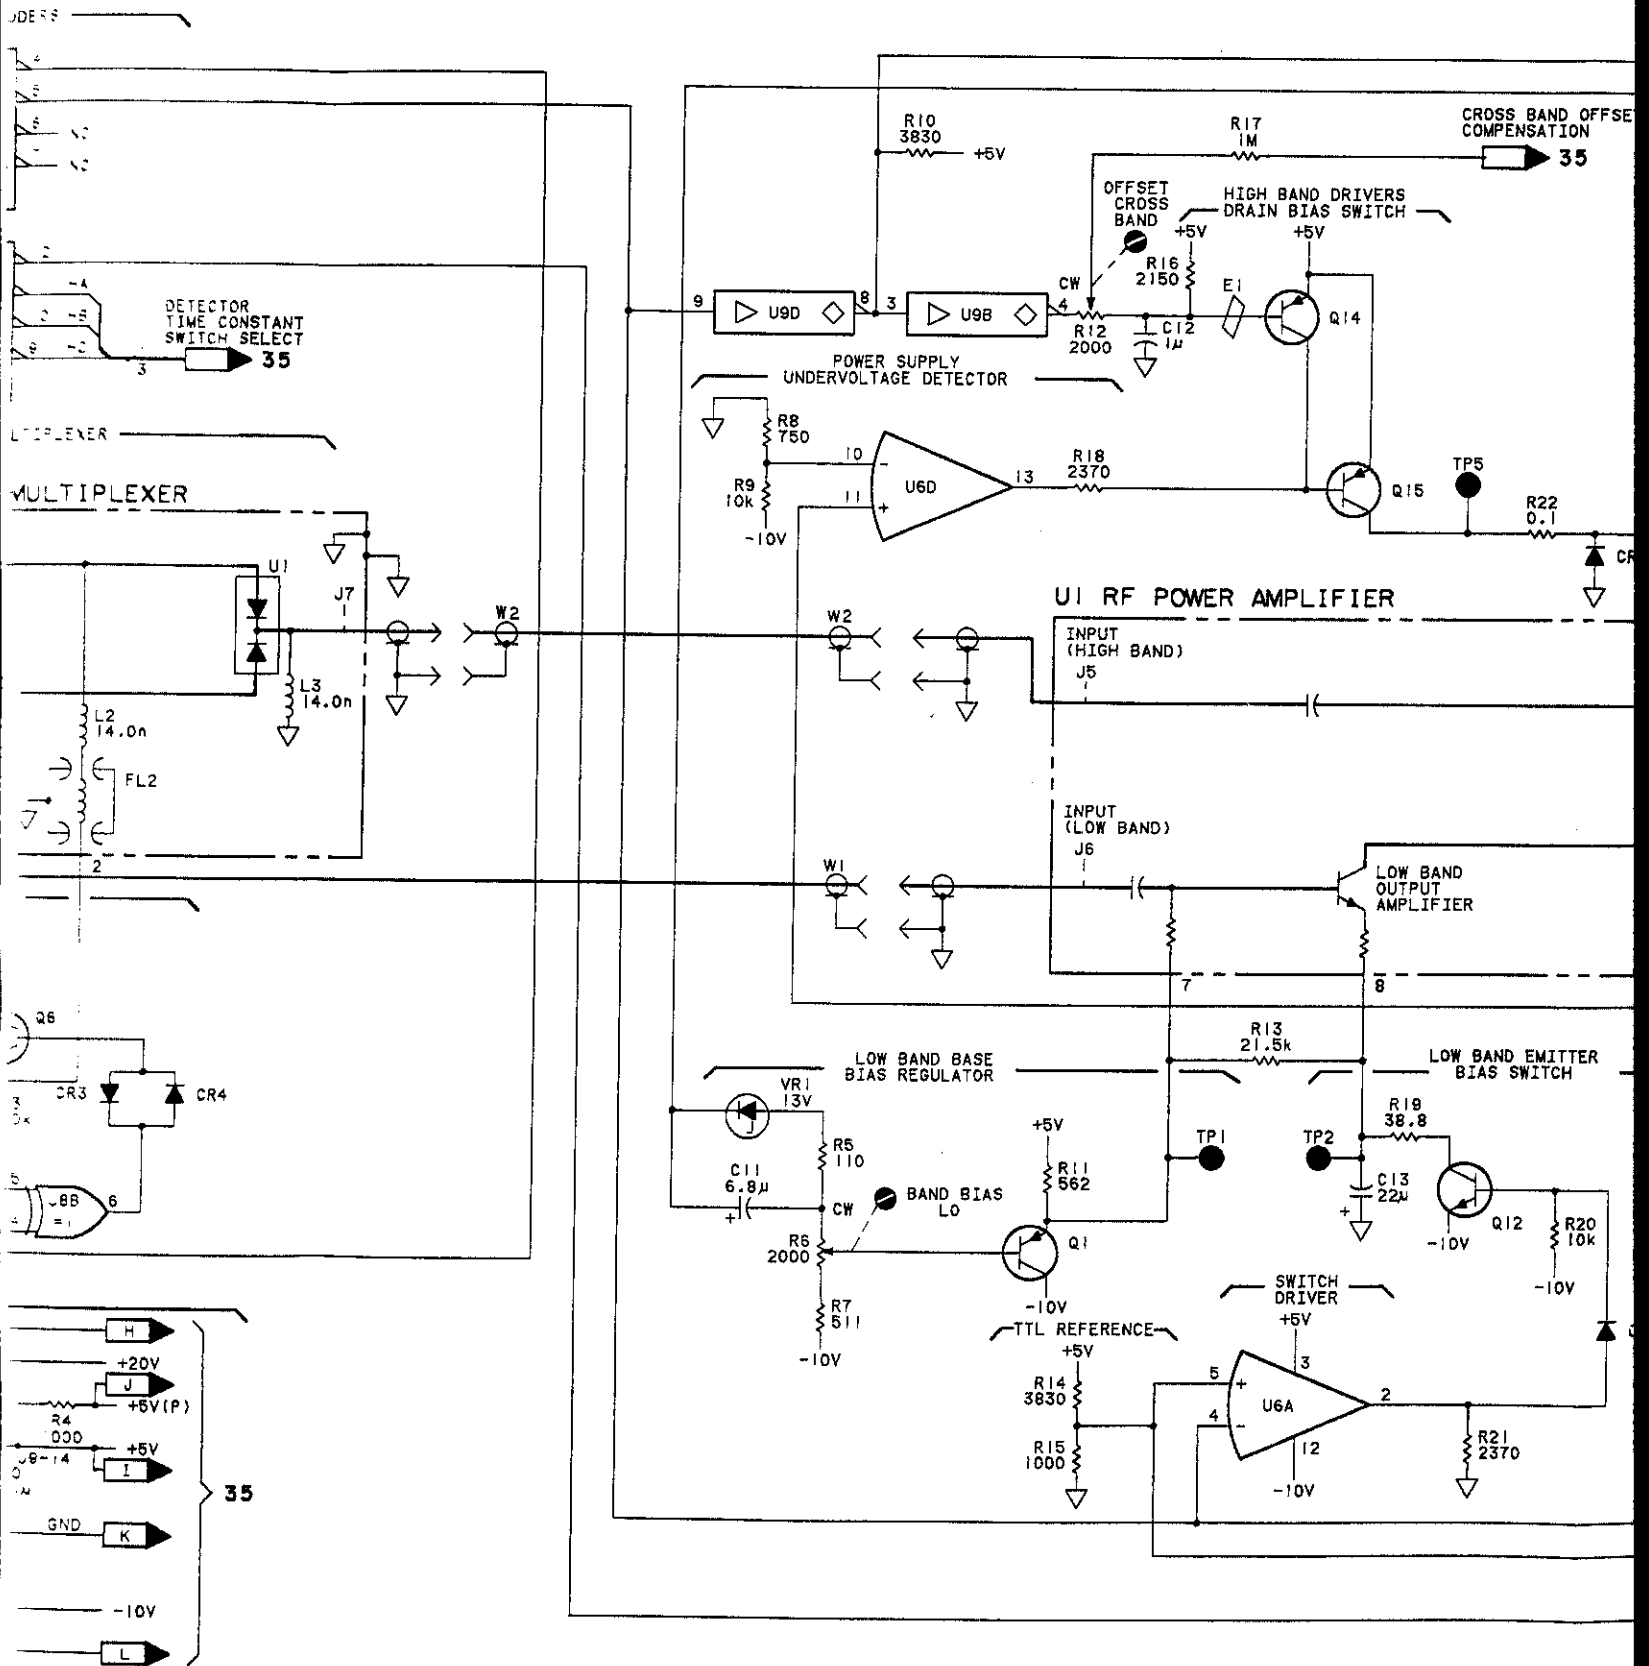 4
2
A
B
C
3
DETECTOR
TIME CONSTANT
SWITCH SELECT
35
MULTIPLEXER
U1
J7
W2
L3
14.0n
L2
14.0n
FL2
2
Q6
CR3
CR4
5
4
6
=1
H
+20V
J
+5V(P)
R4
+5V
I
GND
K
-10V
L
35
R10
3830
+5V
R17
1M
CROSS BAND OFFSE
COMPENSATION
35
OFFSET
CROSS
BAND
HIGH BAND DRIVERS
DRAIN BIAS SWITCH
+5V
+5V
R16
2150
CW
E1
9
U9D
8
3
U9B
4
R12
2000
C12
1µ
Q14
POWER SUPPLY
UNDERVOLTAGE DETECTOR
R8
750
10
-
R9
10k
11
+
U6D
13
-10V
R18
2370
Q15
TP5
R22
0.1
CR
W2
U1 RF POWER AMPLIFIER
INPUT
(HIGH BAND)
J5
INPUT
(LOW BAND)
J6
W1
LOW BAND
OUTPUT
AMPLIFIER
7
8
R13
21.5k
LOW BAND BASE
BIAS REGULATOR
LOW BAND EMITTER
BIAS SWITCH
VR1
13V
R5
110
C11
6.8µ
+
CW
BAND BIAS
LO
+5V
R11
562
TP1
TP2
R19
38.8
C13
22µ
+
Q12
-10V
R20
10k
-10V
R6
2000
Q1
-10V
R7
511
-10V
TTL REFERENCE
+5V
R14
3830
R15
1000
SWITCH
DRIVER
+5V
3
5
+
4
-
U6A
2
12
-10V
R21
2370